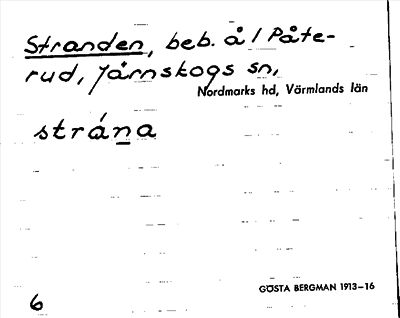 Stranden, beb. å / Påte-
rud, Järnskogs sn,
Nordmarks hd, Värmlands län
strána
GÖSTA BERGMAN 1913–16
6